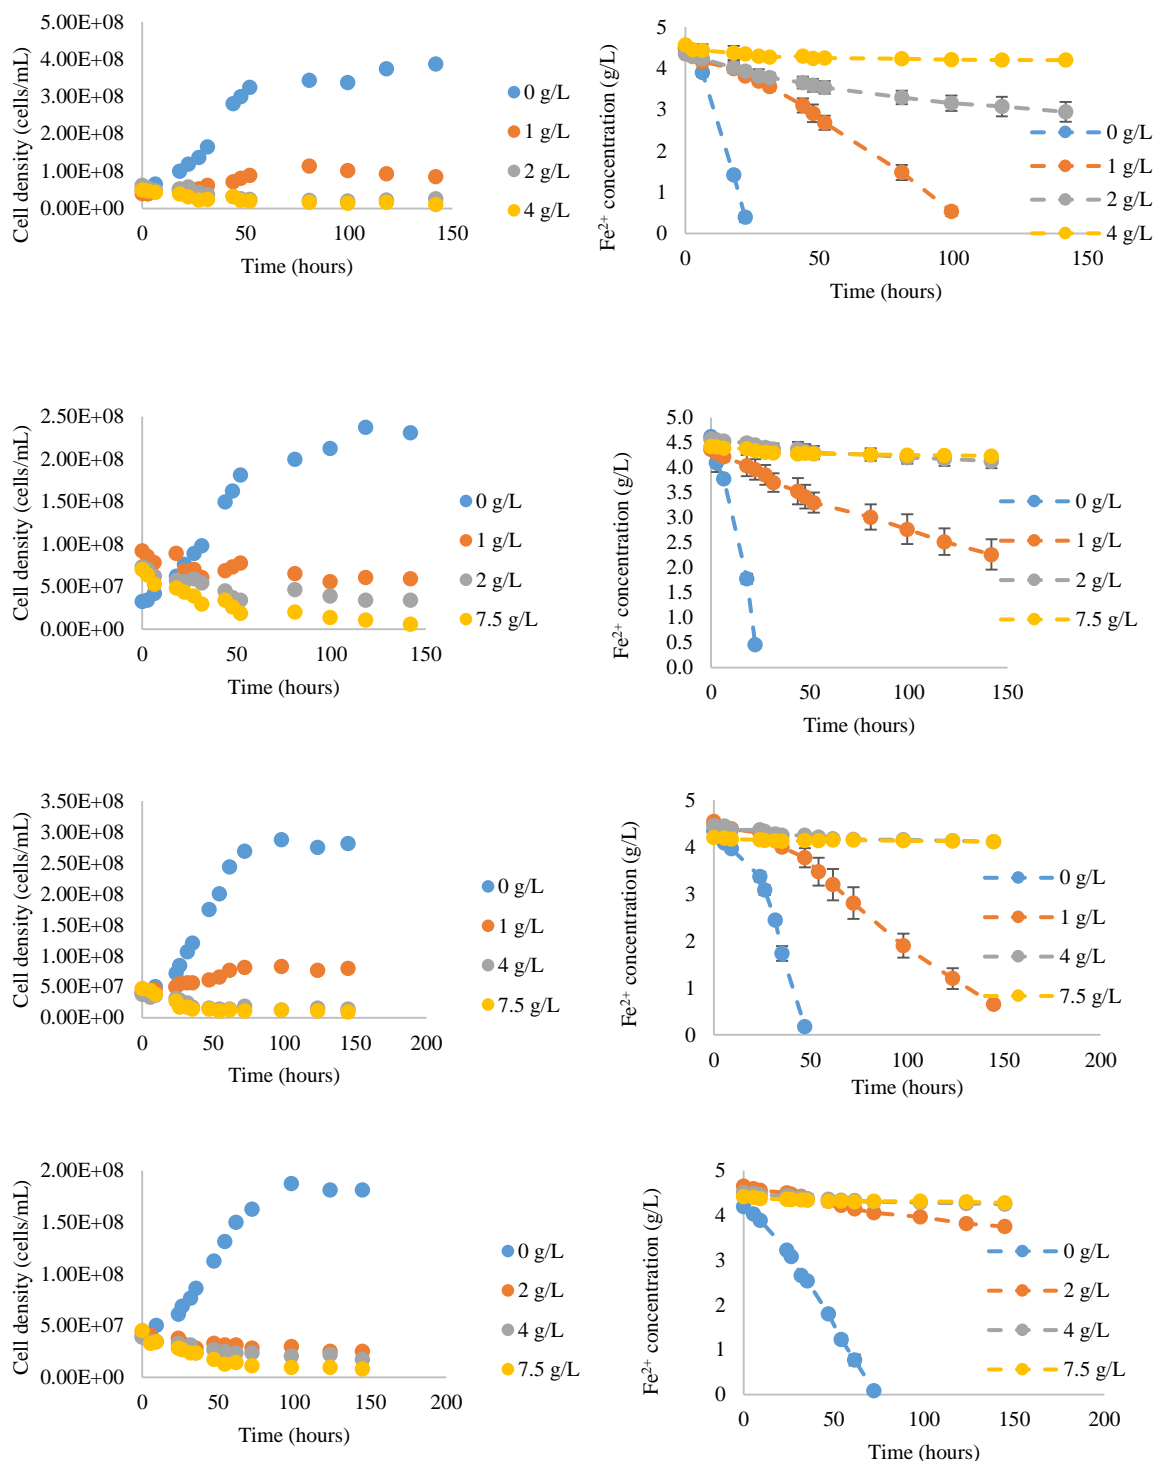 Cell density (cells/mL)
5.00E+08
4.00E+08
3.00E+08
2.00E+08
1.00E+08
0.00E+00
0
50
100
150
Time (hours)
0 g/L
1 g/L
2 g/L
4 g/L
Fe²⁺ concentration (g/L)
5
4
3
2
1
0
0
50
100
150
Time (hours)
0 g/L
1 g/L
2 g/L
4 g/L
Cell density (cells/mL)
2.50E+08
2.00E+08
1.50E+08
1.00E+08
5.00E+07
0.00E+00
0
50
100
150
Time (hours)
0 g/L
1 g/L
2 g/L
7.5 g/L
Fe²⁺ concentration (g/L)
5.0
4.5
4.0
3.5
3.0
2.5
2.0
1.5
1.0
0.5
0.0
0
50
100
150
Time (hours)
0 g/L
1 g/L
2 g/L
7.5 g/L
Cell density (cells/mL)
3.50E+08
3.00E+08
2.50E+08
2.00E+08
1.50E+08
1.00E+08
5.00E+07
0.00E+00
0
50
100
150
200
Time (hours)
0 g/L
1 g/L
4 g/L
7.5 g/L
Fe²⁺ concentration (g/L)
5
4
3
2
1
0
0
50
100
150
200
Time (hours)
0 g/L
1 g/L
4 g/L
7.5 g/L
Cell density (cells/mL)
2.00E+08
1.50E+08
1.00E+08
5.00E+07
0.00E+00
0
50
100
150
200
Time (hours)
0 g/L
2 g/L
4 g/L
7.5 g/L
Fe²⁺ concentration (g/L)
5
4
3
2
1
0
0
50
100
150
200
Time (hours)
0 g/L
2 g/L
4 g/L
7.5 g/L